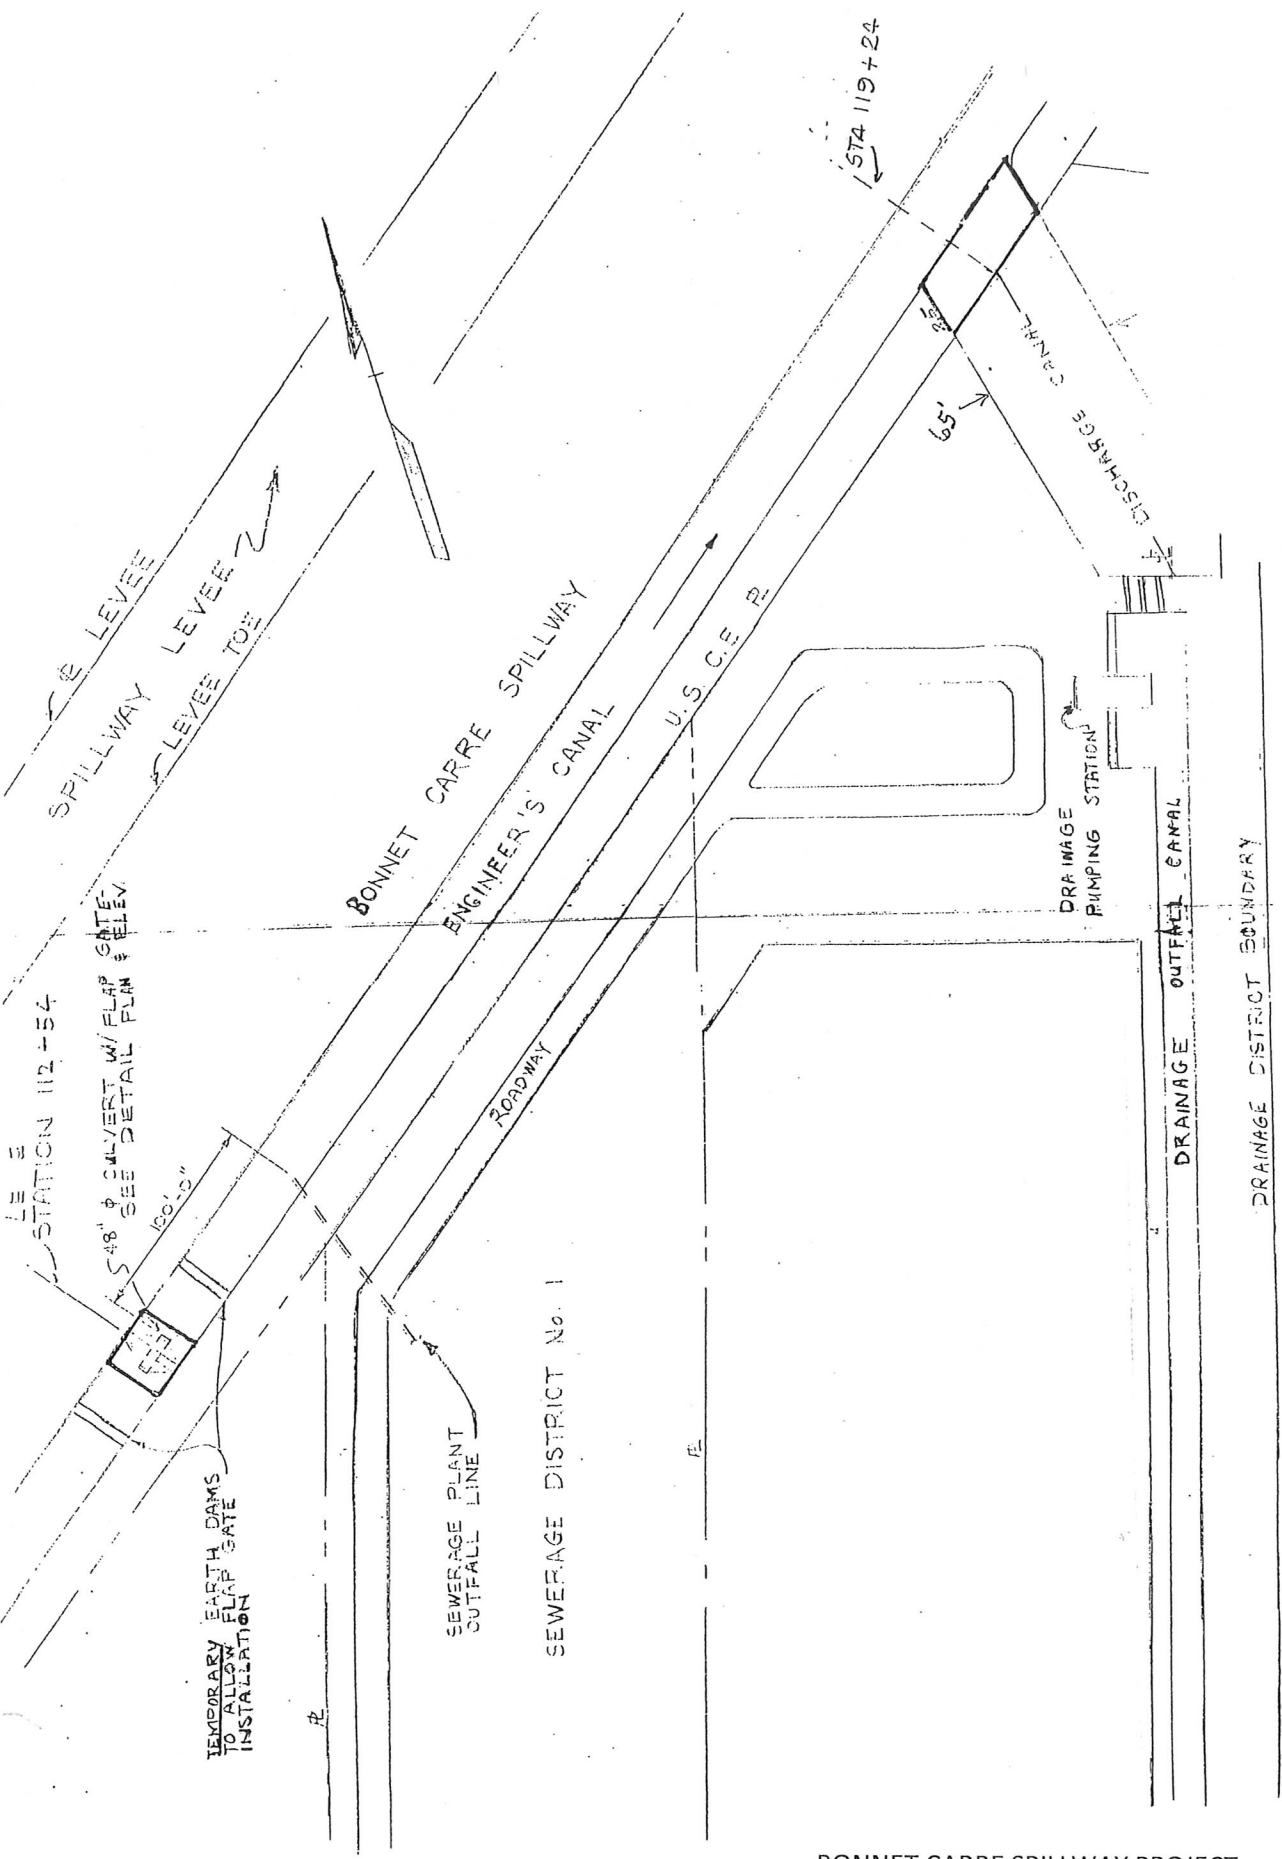 STA 119+24
℄ LEVEE
SPILLWAY LEVEE
LEVEE TOE
STATION 112+54
48" ϕ CULVERT W/ FLAP GATE-
SEE DETAIL PLAN & ELEV.
100'-0"
BONNET CARRE SPILLWAY
ENGINEER'S CANAL
U.S. C.E. ℄
65'
DISCHARGE CANAL
ROADWAY
DRAINAGE
PUMPING STATION
DRAINAGE OUTFALL CANAL
DRAINAGE DISTRICT BOUNDARY
TEMPORARY EARTH DAMS
TO ALLOW FLAP GATE
INSTALLATION
SEWERAGE PLANT
OUTFALL LINE
SEWERAGE DISTRICT No. 1
BONNET CARRE SPILLWAY PROJECT